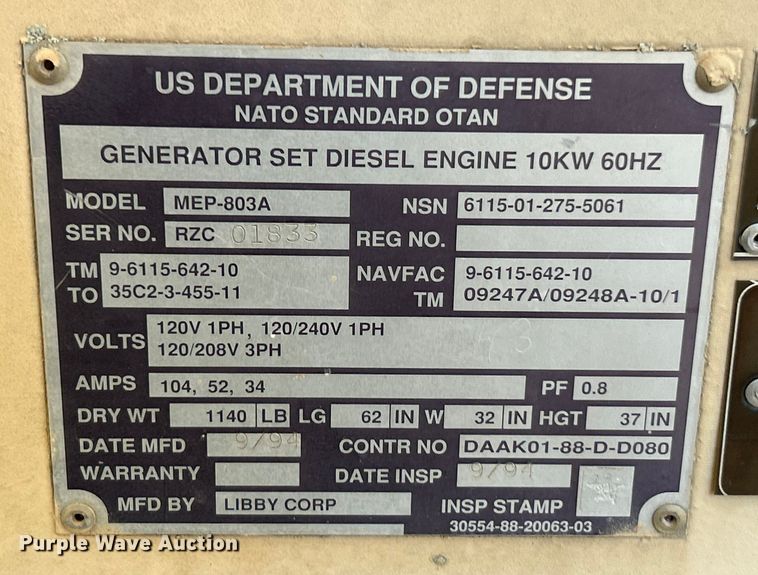 US DEPARTMENT OF DEFENSE
NATO STANDARD OTAN
GENERATOR SET DIESEL ENGINE 10KW 60HZ
MODEL MEP-803A NSN 6115-01-275-5061
SER NO. RZC 01833 REG NO.
TM 9-6115-642-10 NAVFAC 9-6115-642-10
TO 35C2-3-455-11 TM 09247A/09248A-10/1
VOLTS 120V 1PH, 120/240V 1PH
120/208V 3PH
AMPS 104, 52, 34 PF 0.8
DRY WT 1140 LB LG 62 IN W 32 IN HGT 37 IN
DATE MFD 9/94 CONTR NO DAAK01-88-D-D080
WARRANTY DATE INSP 9/94
MFD BY LIBBY CORP INSP STAMP
30554-88-20063-03
Purple Wave Auction